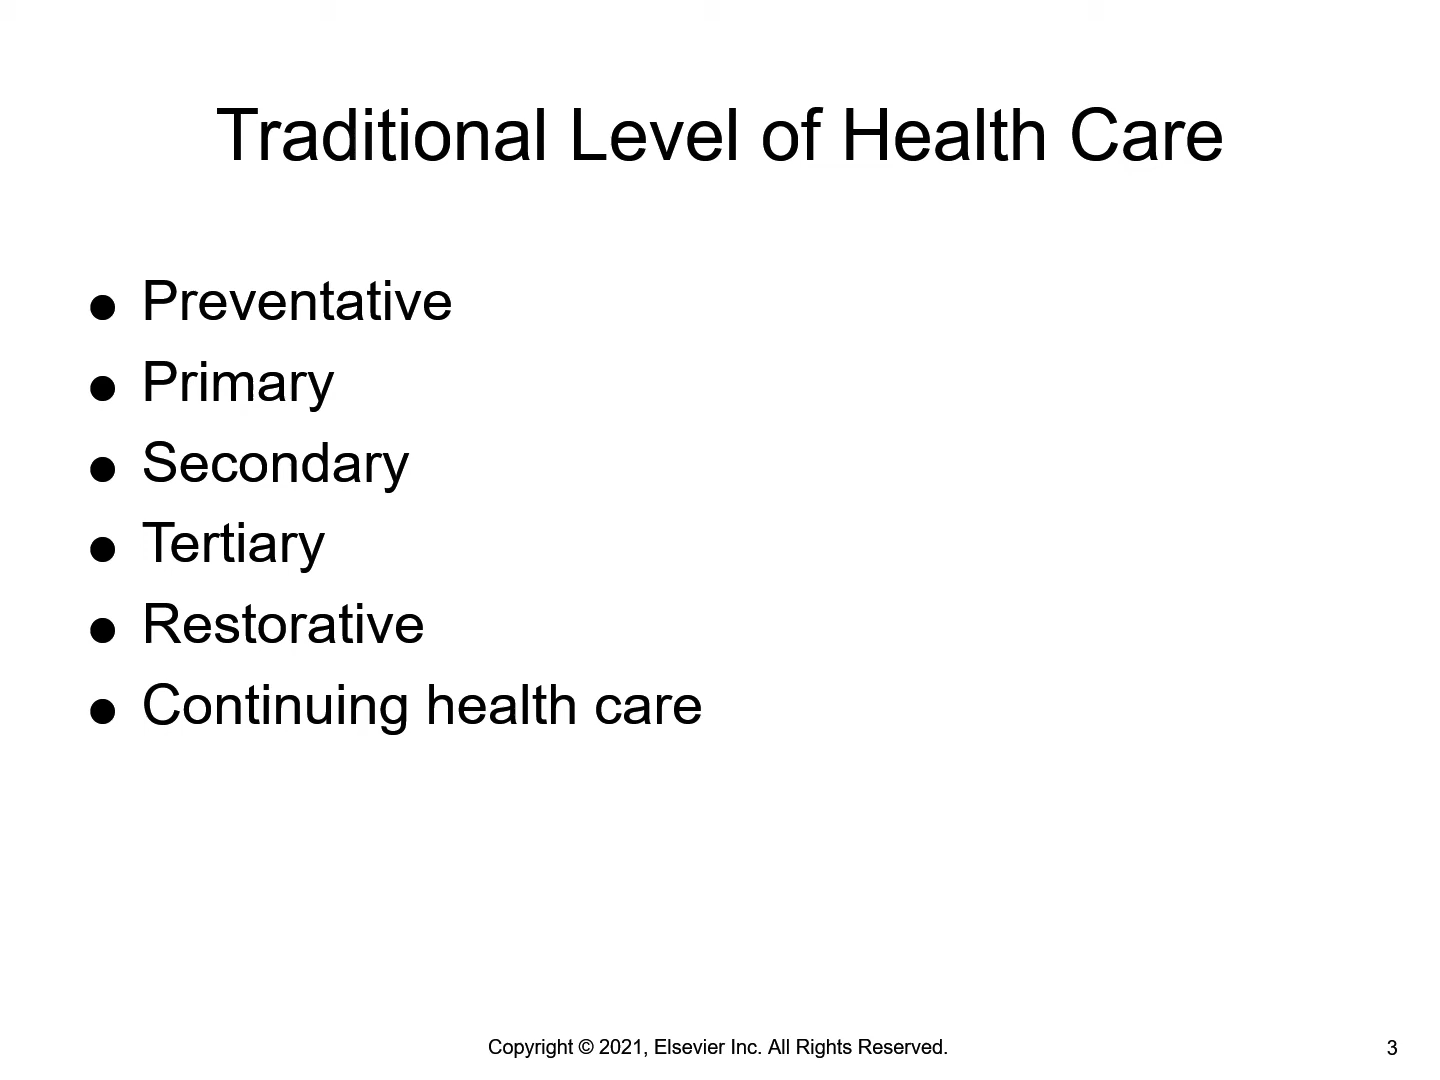 Traditional Level of Health Care
● Preventative
● Primary
● Secondary
● Tertiary
● Restorative
● Continuing health care
Copyright © 2021, Elsevier Inc. All Rights Reserved.
3